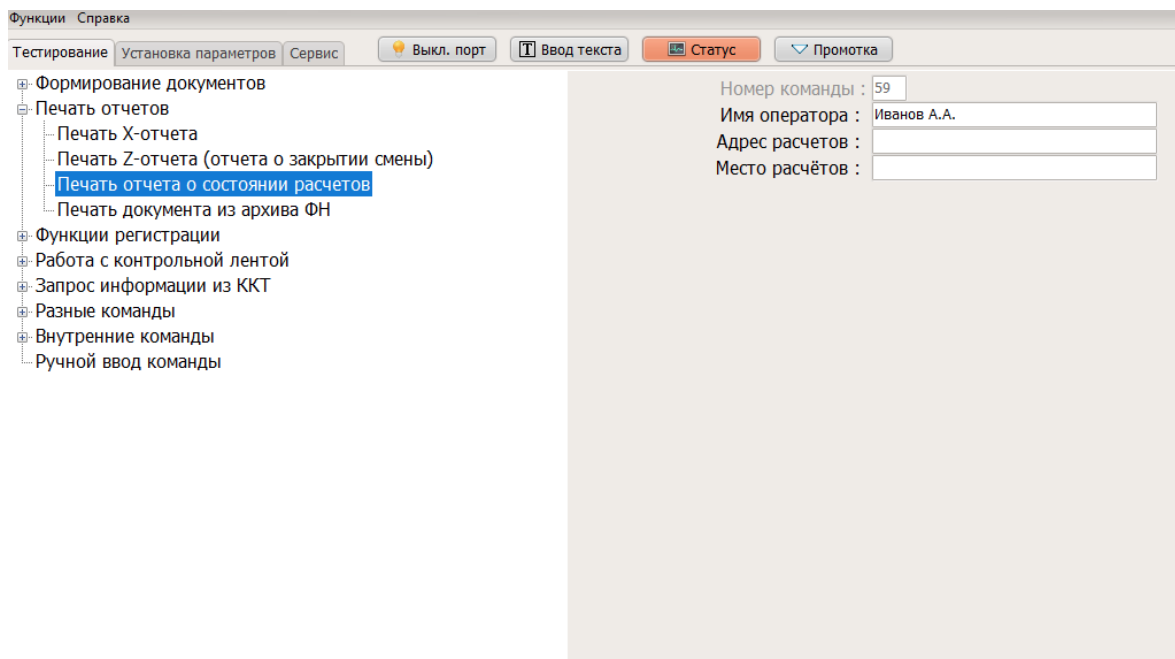 Функции Справка
Тестирование Установка параметров Сервис Выкл. порт Ввод текста Статус Промотка
Формирование документов
Печать отчетов
Печать X-отчета
Печать Z-отчета (отчета о закрытии смены)
Печать отчета о состоянии расчетов
Печать документа из архива ФН
Функции регистрации
Работа с контрольной лентой
Запрос информации из ККТ
Разные команды
Внутренние команды
Ручной ввод команды
Номер команды : 59
Имя оператора : Иванов А.А.
Адрес расчетов :
Место расчётов :